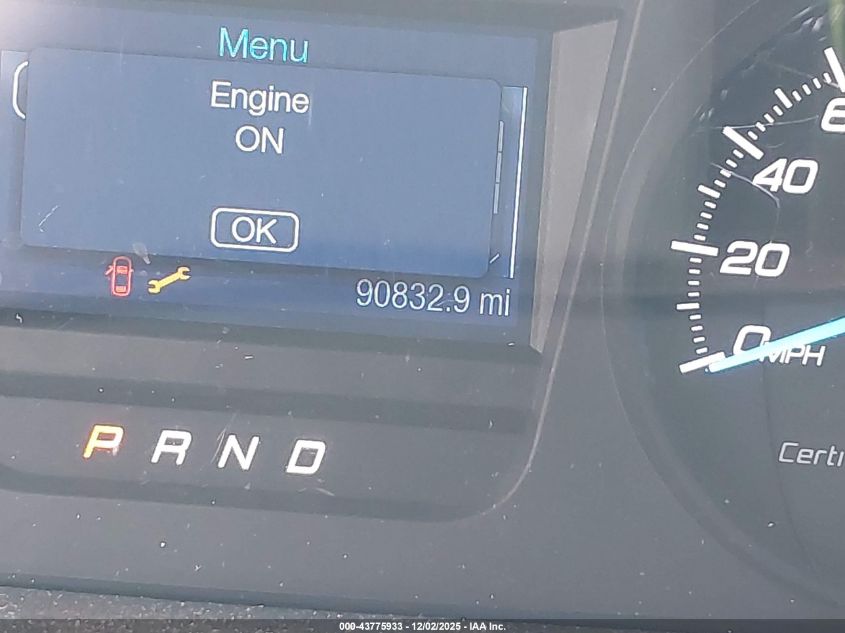 Menu
Engine
ON
OK
90832.9 mi
P R N D
40
20
0
MPH
000-43775933 - 12/02/2025 - IAA Inc.